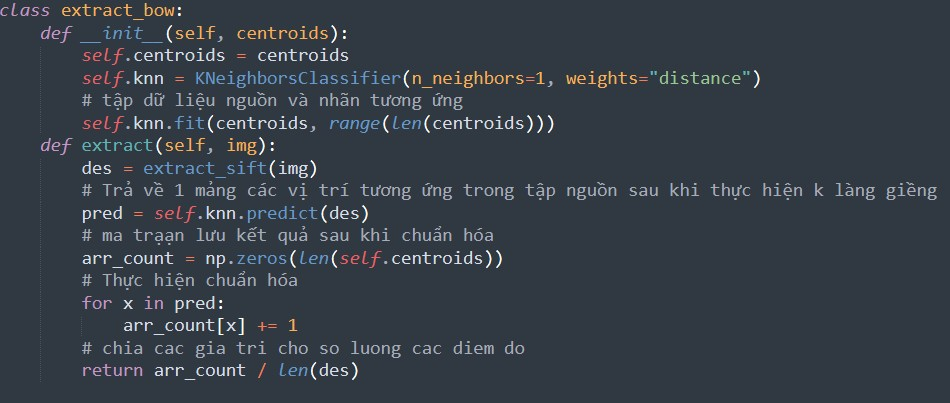 class extract_bow:
    def __init__(self, centroids):
        self.centroids = centroids
        self.knn = KNeighborsClassifier(n_neighbors=1, weights="distance")
        # tập dữ liệu nguồn và nhãn tương ứng
        self.knn.fit(centroids, range(len(centroids)))
    def extract(self, img):
        des = extract_sift(img)
        # Trả về 1 mảng các vị trí tương ứng trong tập nguồn sau khi thực hiện k làng giềng
        pred = self.knn.predict(des)
        # ma trạạn lưu kết quả sau khi chuẩn hóa
        arr_count = np.zeros(len(self.centroids))
        # Thực hiện chuẩn hóa
        for x in pred:
            arr_count[x] += 1
        # chia cac gia tri cho so luong cac diem do
        return arr_count / len(des)